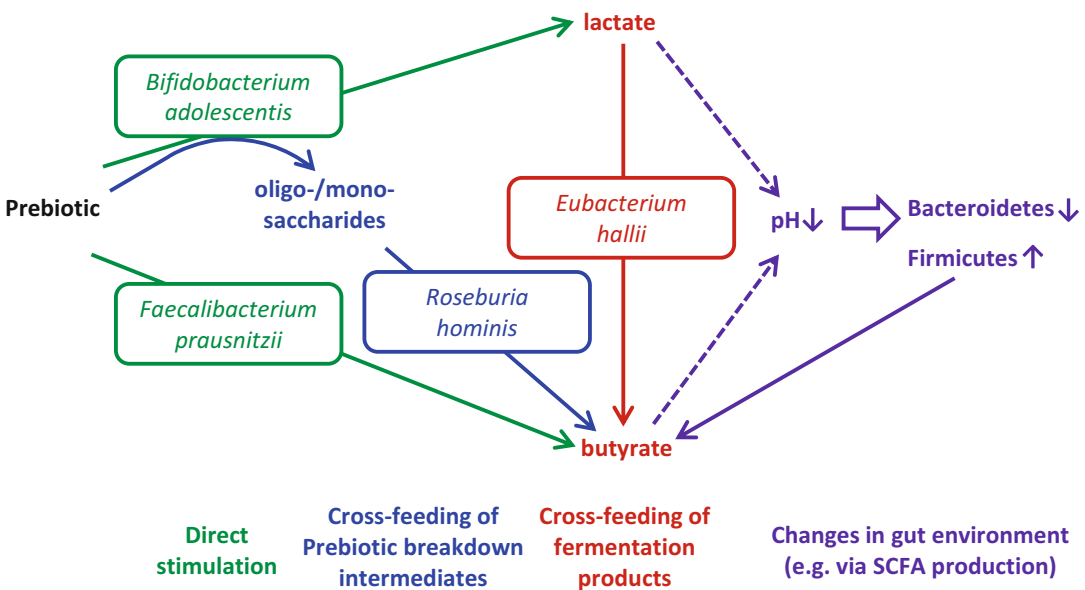 lactate
Bifidobacterium
adolescentis
Prebiotic
oligo-/mono-
saccharides
Eubacterium
hallii
pH↓
Bacteroidetes↓
Firmicutes↑
Faecalibacterium
prausnitzii
Roseburia
hominis
butyrate
Direct
stimulation
Cross-feeding of
Prebiotic breakdown
intermediates
Cross-feeding of
fermentation
products
Changes in gut environment
(e.g. via SCFA production)